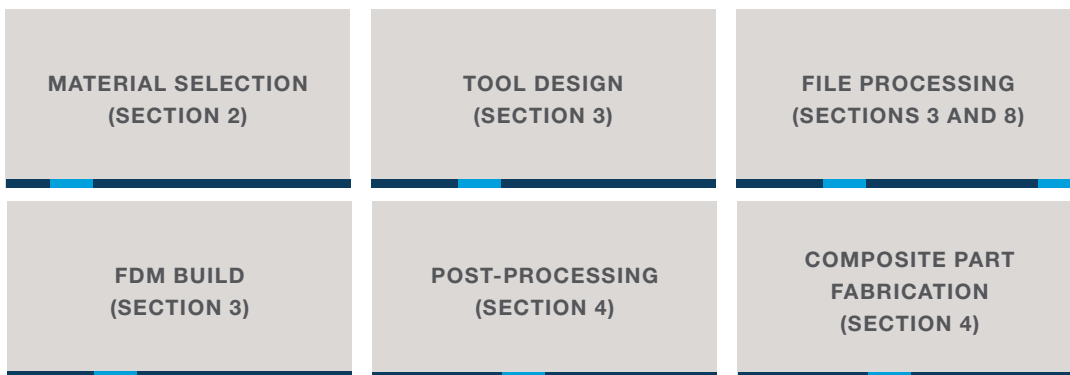 MATERIAL SELECTION
(SECTION 2)
TOOL DESIGN
(SECTION 3)
FILE PROCESSING
(SECTIONS 3 AND 8)
FDM BUILD
(SECTION 3)
POST-PROCESSING
(SECTION 4)
COMPOSITE PART
FABRICATION
(SECTION 4)